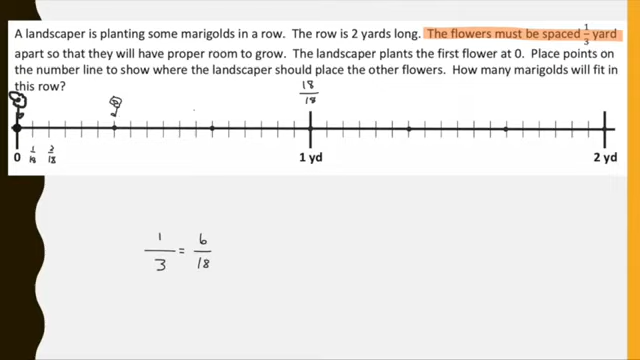 A landscaper is planting some marigolds in a row. The row is 2 yards long. The flowers must be spaced 1/3 yard
apart so that they will have proper room to grow. The landscaper plants the first flower at 0. Place points on
the number line to show where the landscaper should place the other flowers. How many marigolds will fit in
this row?
18/18
0 1/18 2/18 1 yd 2 yd
1/3 = 6/18